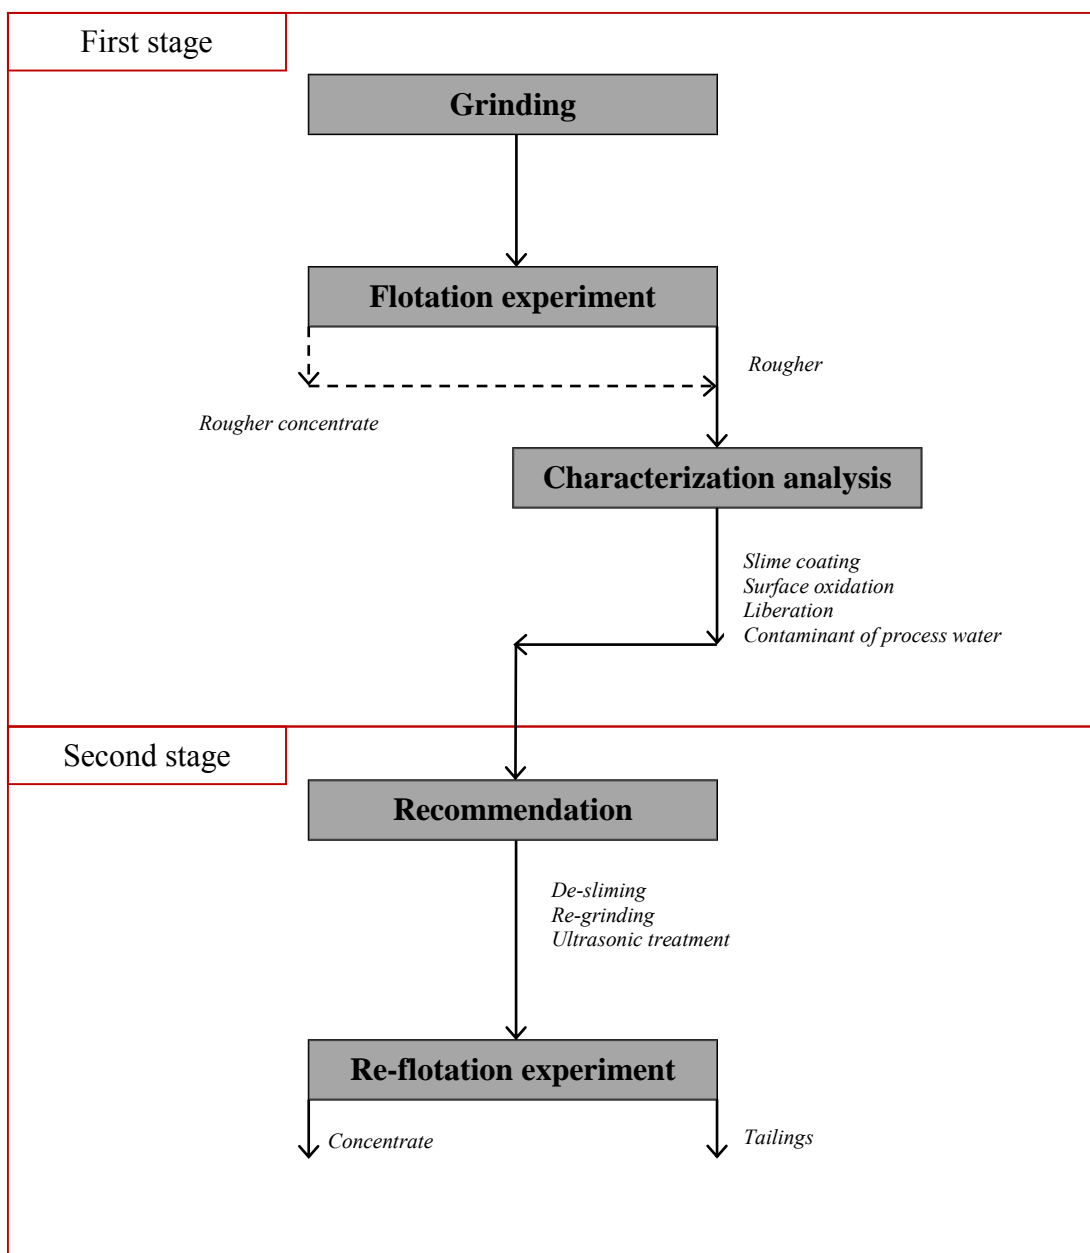 First stage
Grinding
Flotation experiment
Rougher
Rougher concentrate
Characterization analysis
Slime coating
Surface oxidation
Liberation
Contaminant of process water
Second stage
Recommendation
De-sliming
Re-grinding
Ultrasonic treatment
Re-flotation experiment
Concentrate
Tailings